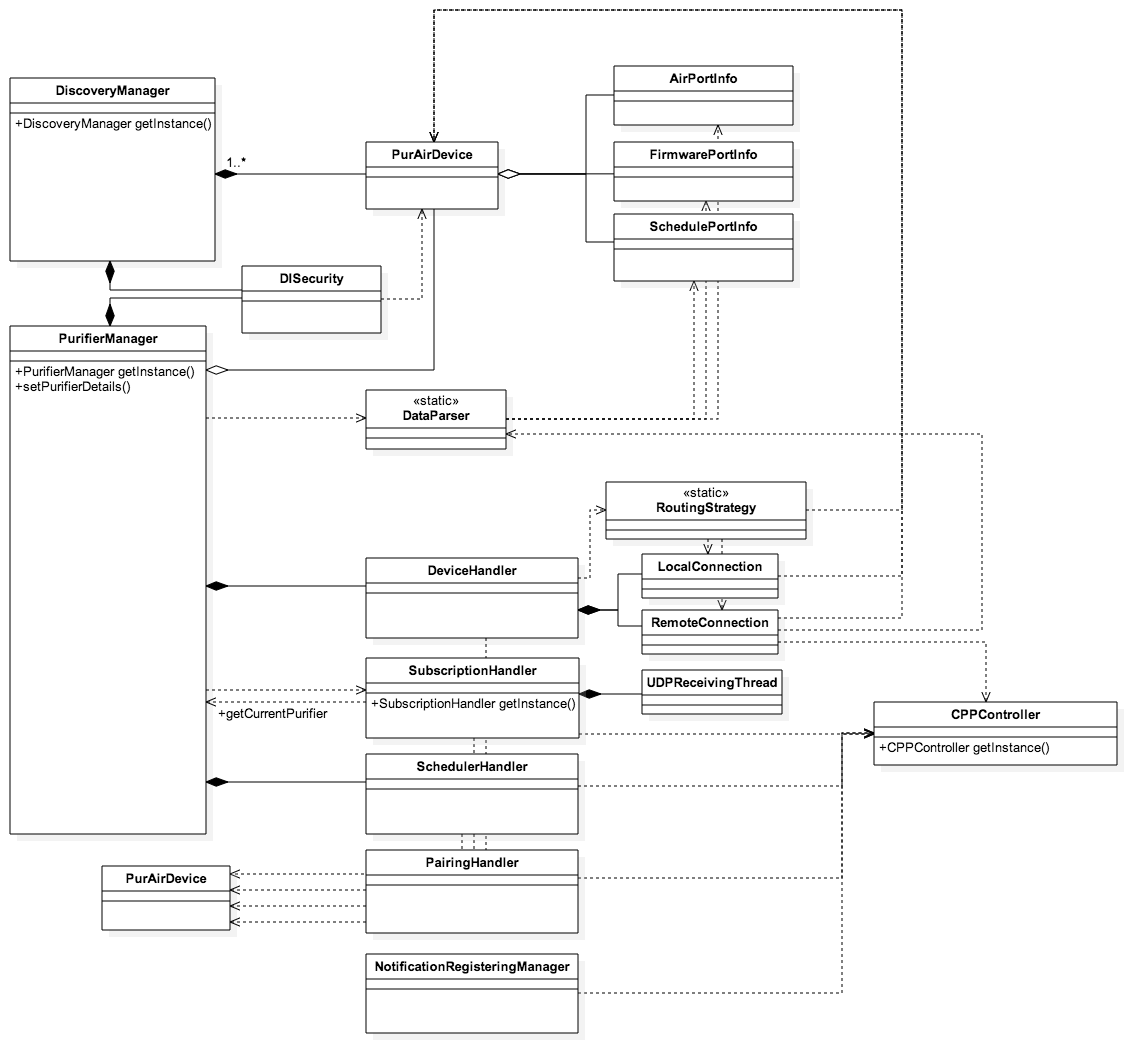 DiscoveryManager
+DiscoveryManager getInstance()
1..*
PurAirDevice
AirPortInfo
FirmwarePortInfo
SchedulePortInfo
DISecurity
PurifierManager
+PurifierManager getInstance()
+setPurifierDetails()
«static»
DataParser
«static»
RoutingStrategy
DeviceHandler
LocalConnection
RemoteConnection
SubscriptionHandler
+SubscriptionHandler getInstance()
+getCurrentPurifier
UDPReceivingThread
CPPController
+CPPController getInstance()
SchedulerHandler
PairingHandler
PurAirDevice
NotificationRegisteringManager